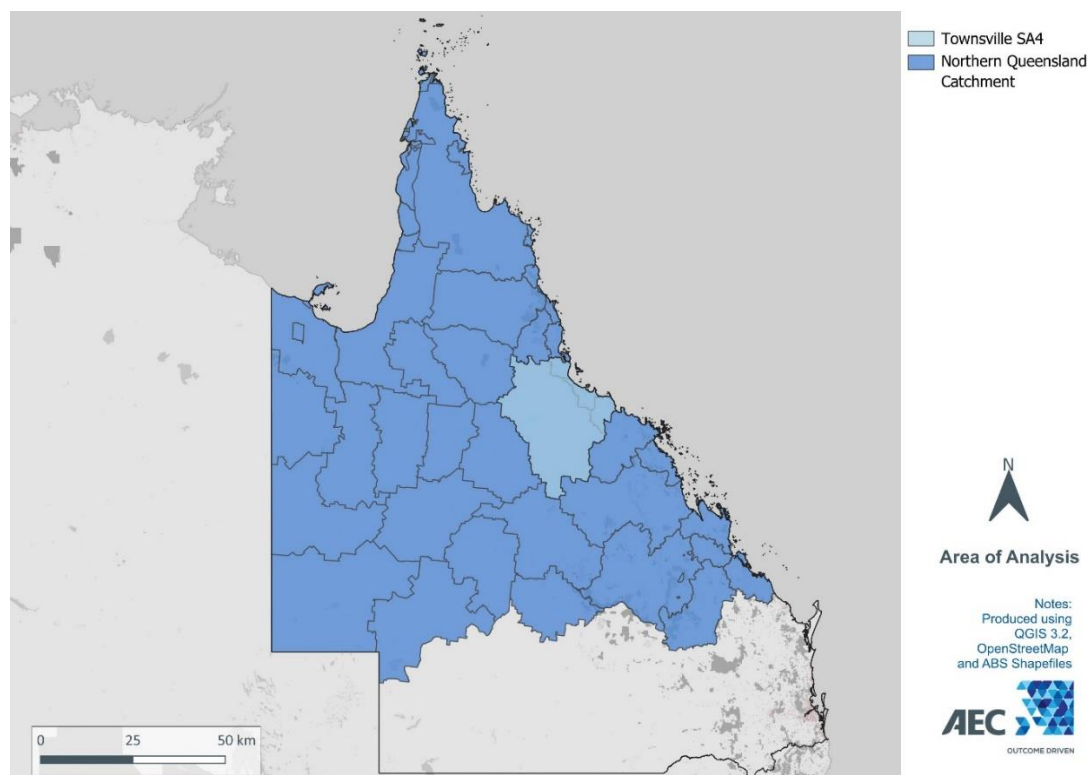 Townsville SA4
Northern Queensland
Catchment
N
Area of Analysis
Notes:
Produced using
QGIS 3.2,
OpenStreetMap
and ABS Shapefiles
AEC
OUTCOME DRIVEN
0 25 50 km